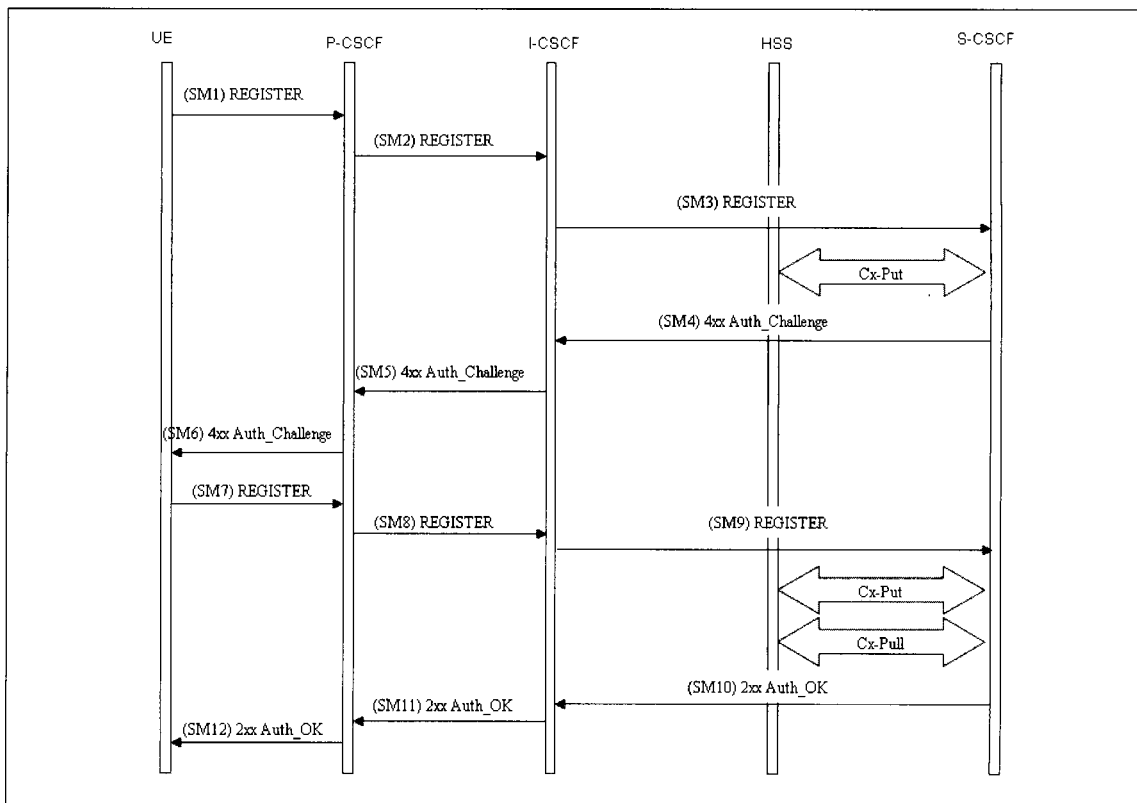 UE
P-CSCF
I-CSCF
HSS
S-CSCF
(SM1) REGISTER
(SM2) REGISTER
(SM3) REGISTER
Cx-Put
(SM4) 4xx Auth_Challenge
(SM5) 4xx Auth_Challenge
(SM6) 4xx Auth_Challenge
(SM7) REGISTER
(SM8) REGISTER
(SM9) REGISTER
Cx-Put
Cx-Pull
(SM10) 2xx Auth_OK
(SM11) 2xx Auth_OK
(SM12) 2xx Auth_OK